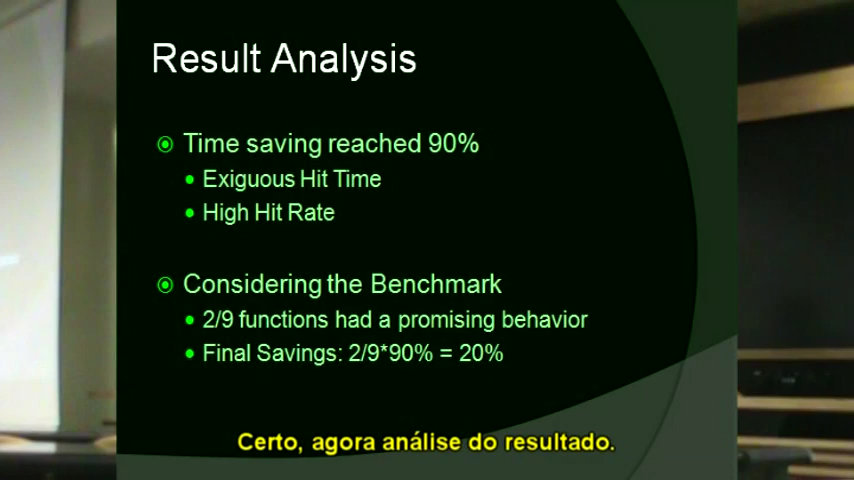 Result Analysis
Time saving reached 90%
Exiguous Hit Time
High Hit Rate
Considering the Benchmark
2/9 functions had a promising behavior
Final Savings: 2/9*90% = 20%
Certo, agora análise do resultado.